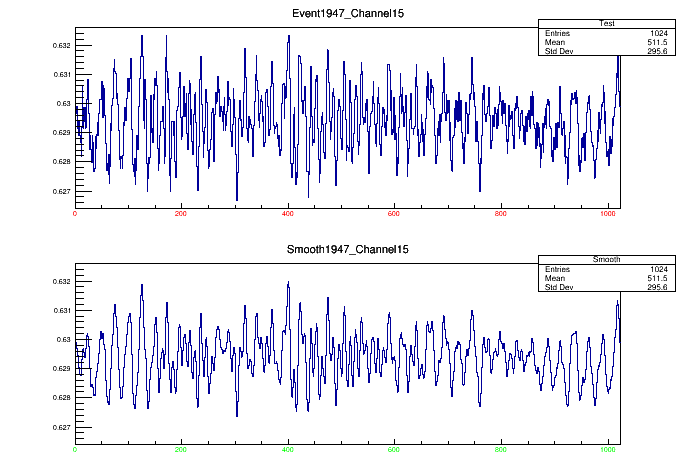 Event1947_Channel15
Test
Entries 1024
Mean 511.5
Std Dev 295.6
0.632
0.631
0.63
0.629
0.628
0.627
0 200 400 600 800 1000
Smooth1947_Channel15
Smooth
Entries 1024
Mean 511.5
Std Dev 295.6
0.632
0.631
0.63
0.629
0.628
0.627
0 200 400 600 800 1000